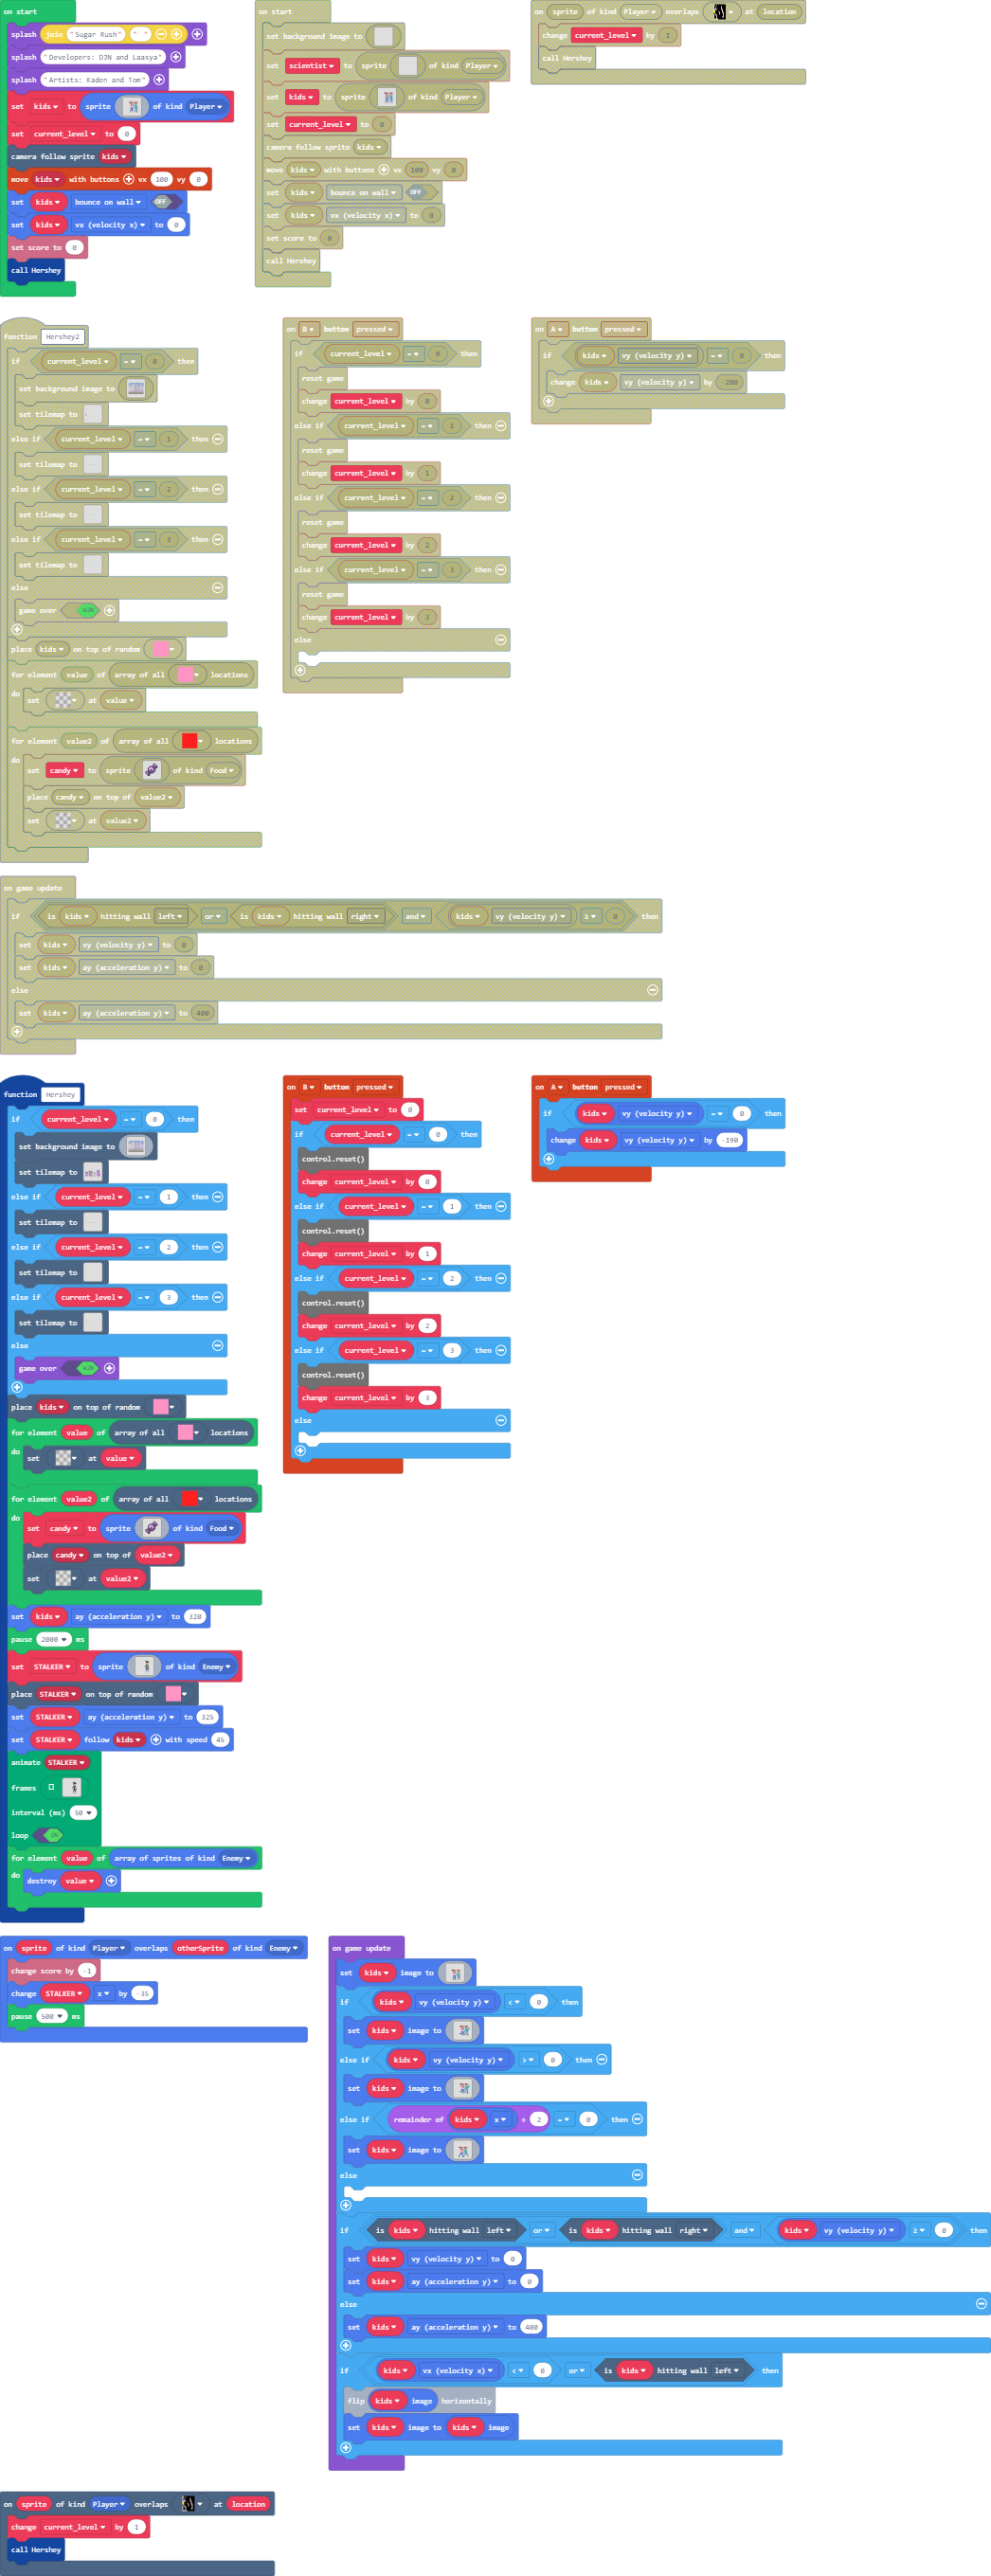 on start
splash join "Sugar Rush" " "
splash "Developers: DJN and Laasya"
splash "Artists: Kaden and Tom"
set kids to sprite of kind Player
set current_level to 0
camera follow sprite kids
move kids with buttons vx 100 vy 0
set kids bounce on wall OFF
set kids vx (velocity x) to 0
set score to 0
call Hershey
on start
set background image to
set scientist to sprite of kind Player
set kids to sprite of kind Player
set current_level to 0
camera follow sprite kids
move kids with buttons vx 100 vy 0
set kids bounce on wall OFF
set kids vx (velocity x) to 0
set score to 0
call Hershey
on sprite of kind Player overlaps at location
change current_level by 1
call Hershey
function Hershey2
if current_level = 0 then
set background image to
set tilemap to
else if current_level = 1 then
set tilemap to
else if current_level = 2 then
set tilemap to
else if current_level = 3 then
set tilemap to
else
game over WIN
place kids on top of random
for element value of array of all locations
do set at value
for element value2 of array of all locations
do set candy to sprite of kind Food
place candy on top of value2
set at value2
on B button pressed
if current_level = 0 then
reset game
change current_level by 0
else if current_level = 1 then
reset game
change current_level by 1
else if current_level = 2 then
reset game
change current_level by 2
else if current_level = 3 then
reset game
change current_level by 3
else
on A button pressed
if kids vy (velocity y) = 0 then
change kids vy (velocity y) by -200
on game update
if is kids hitting wall left or is kids hitting wall right and kids vy (velocity y) ≥ 0 then
set kids vy (velocity y) to 0
set kids ay (acceleration y) to 0
else
set kids ay (acceleration y) to 400
function Hershey
if current_level = 0 then
set background image to
set tilemap to
else if current_level = 1 then
set tilemap to
else if current_level = 2 then
set tilemap to
else if current_level = 3 then
set tilemap to
else
game over WIN
place kids on top of random
for element value of array of all locations
do set at value
for element value2 of array of all locations
do set candy to sprite of kind Food
place candy on top of value2
set at value2
set kids ay (acceleration y) to 320
pause 2000 ms
set STALKER to sprite of kind Enemy
place STALKER on top of random
set STALKER ay (acceleration y) to 325
set STALKER follow kids with speed 45
animate STALKER
frames
interval (ms) 50
loop ON
for element value of array of sprites of kind Enemy
do destroy value
on B button pressed
set current_level to 0
if current_level = 0 then
control.reset()
change current_level by 0
else if current_level = 1 then
control.reset()
change current_level by 1
else if current_level = 2 then
control.reset()
change current_level by 2
else if current_level = 3 then
control.reset()
change current_level by 3
else
on A button pressed
if kids vy (velocity y) = 0 then
change kids vy (velocity y) by -190
on sprite of kind Player overlaps otherSprite of kind Enemy
change score by -1
change STALKER x by -35
pause 500 ms
on game update
set kids image to
if kids vy (velocity y) < 0 then
set kids image to
else if kids vy (velocity y) > 0 then
set kids image to
else if remainder of kids x ÷ 2 = 0 then
set kids image to
else
if is kids hitting wall left or is kids hitting wall right and kids vy (velocity y) ≥ 0 then
set kids vy (velocity y) to 0
set kids ay (acceleration y) to 0
else
set kids ay (acceleration y) to 400
if kids vx (velocity x) < 0 or is kids hitting wall left then
flip kids image horizontally
set kids image to kids image
on sprite of kind Player overlaps at location
change current_level by 1
call Hershey